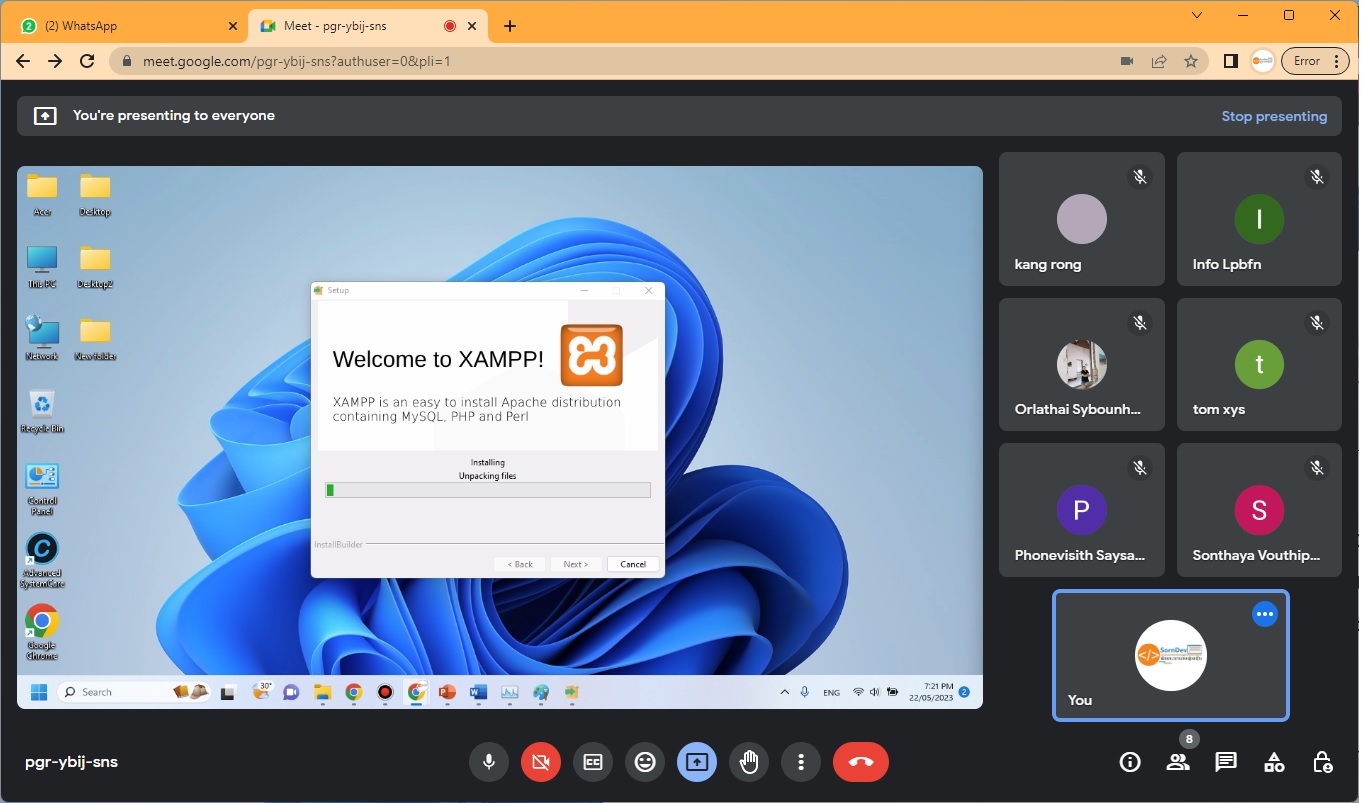 2
(2) WhatsApp
Meet - pgr-ybij-sns
meet.google.com/pgr-ybij-sns?authuser=0&pli=1
Error
You're presenting to everyone
Stop presenting
Acer
Desktop
This PC
Desktop2
Network
New folder
Recycle Bin
Control
Panel
Advanced
SystemCare
Google
Chrome
Setup
Welcome to XAMPP!
XAMPP is an easy to install Apache distribution
containing MySQL, PHP and Perl
Installing
Unpacking files
InstallBuilder
< Back
Next >
Cancel
Search
30°
ENG
7:21 PM
22/05/2023
2
kang rong
I
Info Lpbfn
Orlathai Sybounh...
t
tom xys
P
Phonevisith Saysa...
S
Sonthaya Vouthip...
</> SornDev
You
pgr-ybij-sns
8